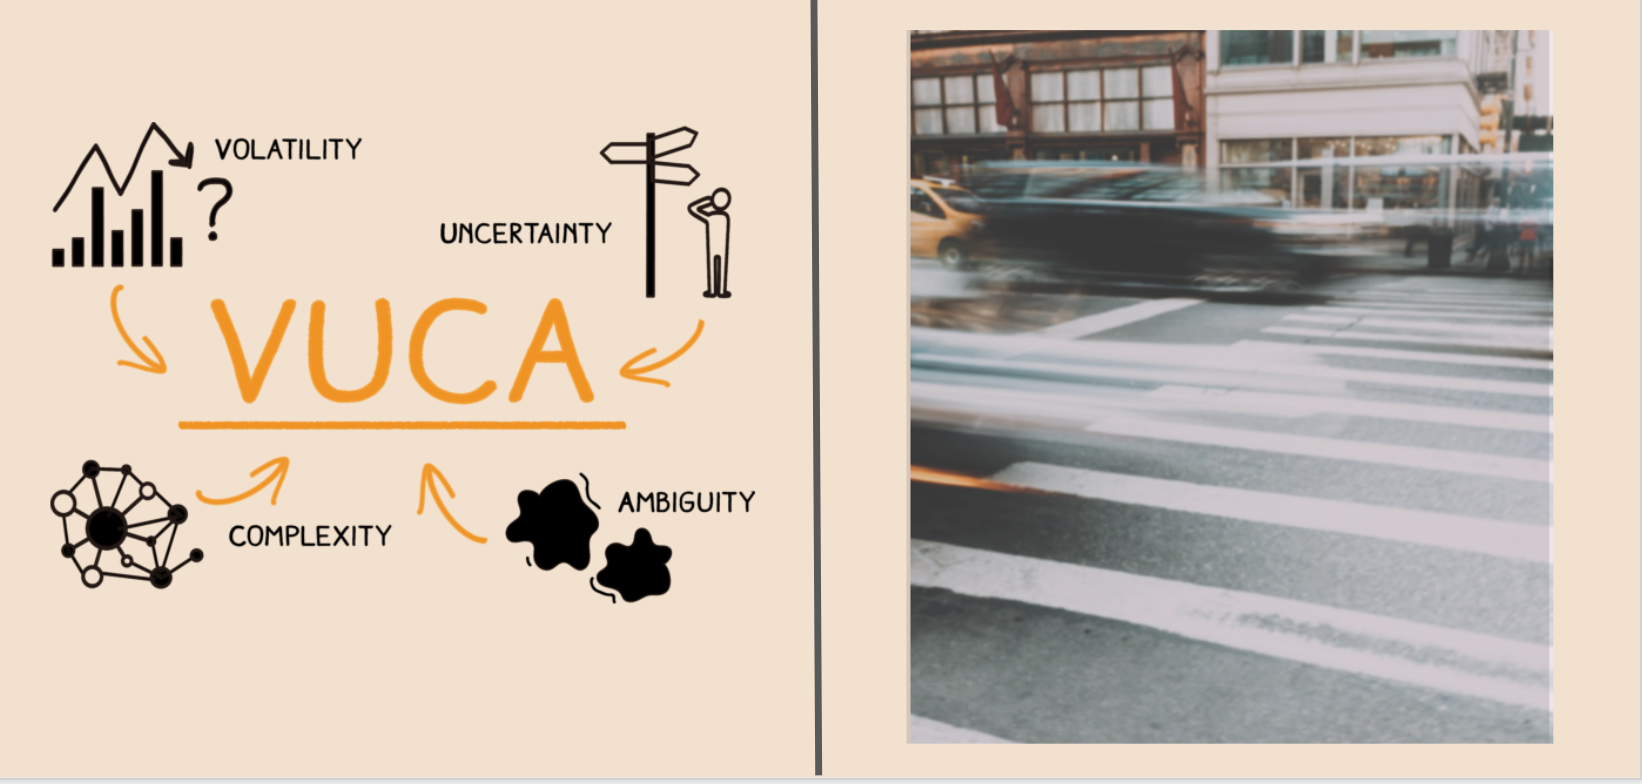 VOLATILITY
?
UNCERTAINTY
VUCA
COMPLEXITY
AMBIGUITY